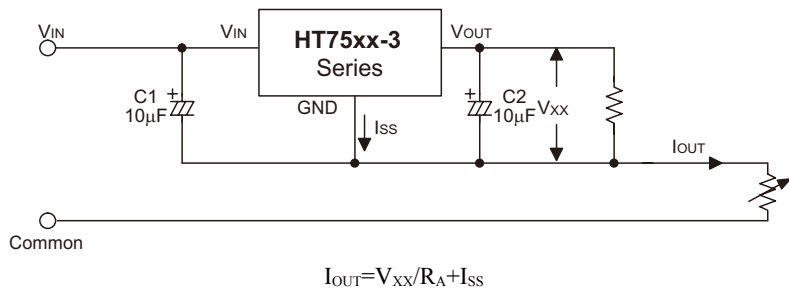 VIN
VIN
HT75xx-3
Series
VOUT
GND
C1
10μF
+
ISS
C2
10μF
+
VXX
IOUT
Common
IOUT=VXX/RA+ISS